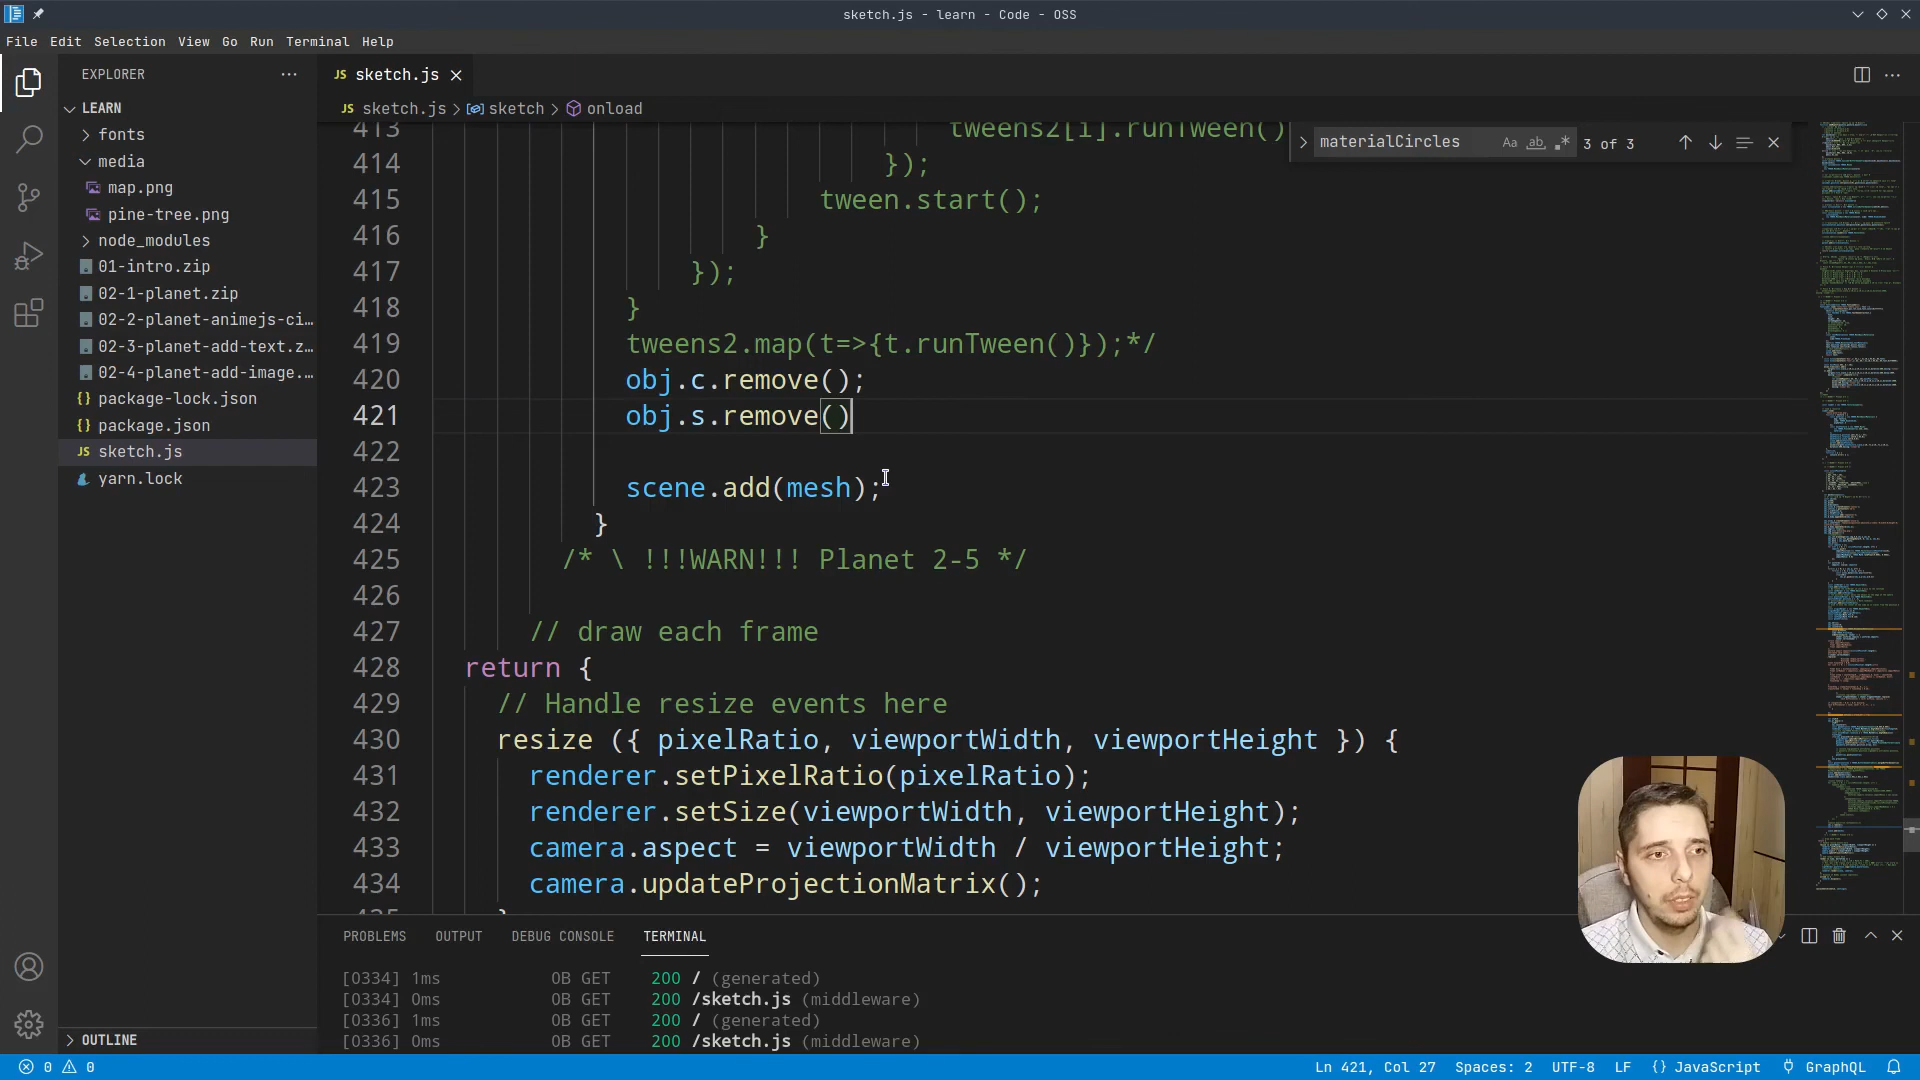 sketch.js - learn - Code - OSS
File Edit Selection View Go Run Terminal Help
EXPLORER
LEARN
fonts
media
map.png
pine-tree.png
node_modules
01-intro.zip
02-1-planet.zip
02-2-planet-animejs-ci…
02-3-planet-add-text.z…
02-4-planet-add-image.…
package-lock.json
package.json
sketch.js
yarn.lock
OUTLINE
JS sketch.js
JS sketch.js > sketch > onload
materialCircles Aa ab .* 3 of 3
413 tweens2[i].runTween()
414 });
415 tween.start();
416 }
417 });
418 }
419 tweens2.map(t=>{t.runTween()});*/
420 obj.c.remove();
421 obj.s.remove()
422
423 scene.add(mesh);
424 }
425 /* \ !!!WARN!!! Planet 2-5 */
426
427 // draw each frame
428 return {
429 // Handle resize events here
430 resize ({ pixelRatio, viewportWidth, viewportHeight }) {
431 renderer.setPixelRatio(pixelRatio);
432 renderer.setSize(viewportWidth, viewportHeight);
433 camera.aspect = viewportWidth / viewportHeight;
434 camera.updateProjectionMatrix();
PROBLEMS OUTPUT DEBUG CONSOLE TERMINAL
[0334] 1ms 0B GET 200 / (generated)
[0334] 0ms 0B GET 200 /sketch.js (middleware)
[0336] 1ms 0B GET 200 / (generated)
[0336] 0ms 0B GET 200 /sketch.js (middleware)
0 0 Ln 421, Col 27 Spaces: 2 UTF-8 LF {} JavaScript GraphQL